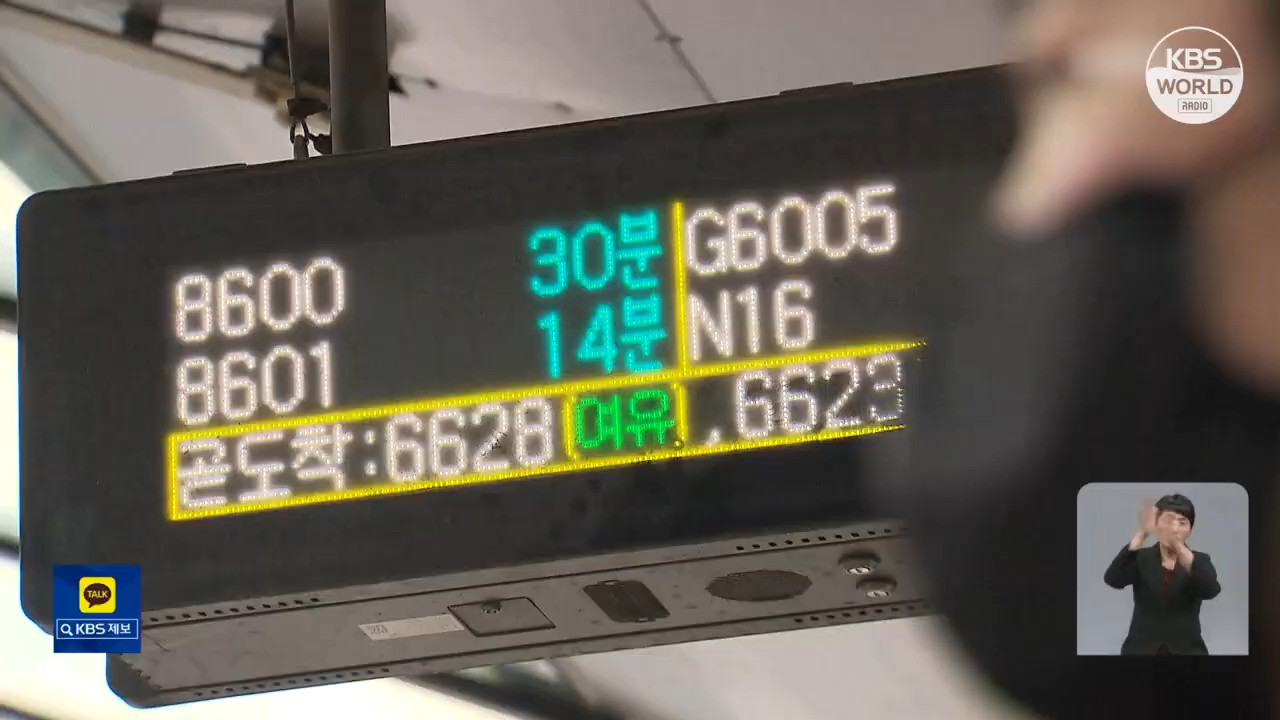 KBS
WORLD
RADIO
8600 30분 G6005
8601 14분 N16
곧도착:6628 여유 , 6623
TALK
KBS 제보